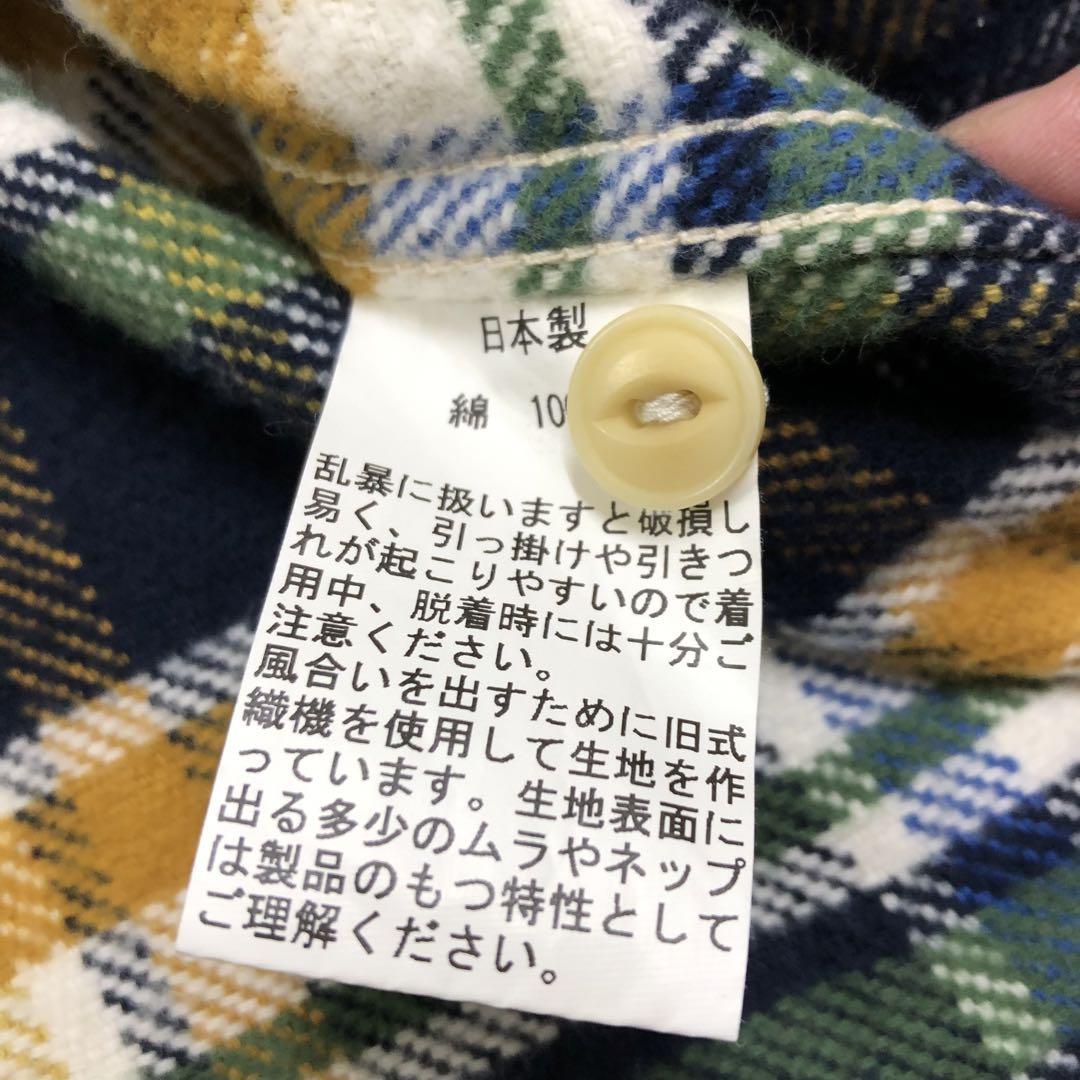 日本製
綿 10
乱暴に扱いますと破損し
易く、引っ掛けや引きつ
れが起こりやすいので着
用中、脱着時には十分ご
注意ください。
風合いを出すために旧式
織機を使用して生地を作
っています。生地表面に
出る多少のムラやネップ
は製品のもつ特性として
ご理解ください。